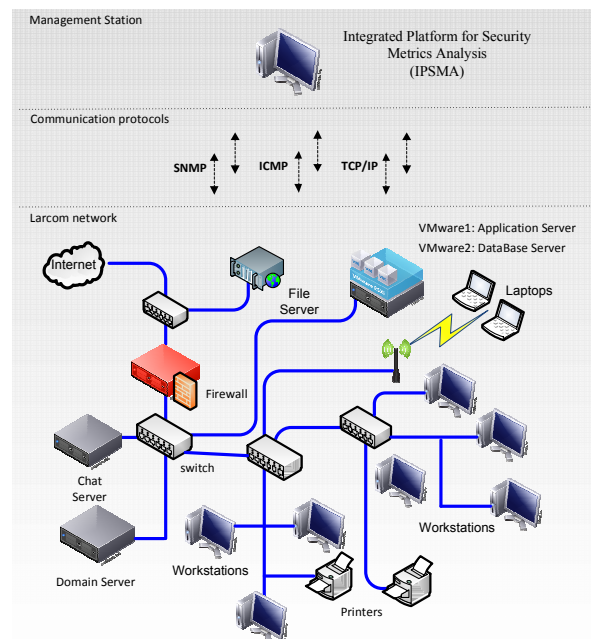 Management Station
Integrated Platform for Security
Metrics Analysis
(IPSMA)
Communication protocols
SNMP
ICMP
TCP/IP
Larcom network
VMware1: Application Server
VMware2: DataBase Server
Internet
File
Server
Laptops
Firewall
switch
Chat
Server
Workstations
Workstations
Domain Server
Printers